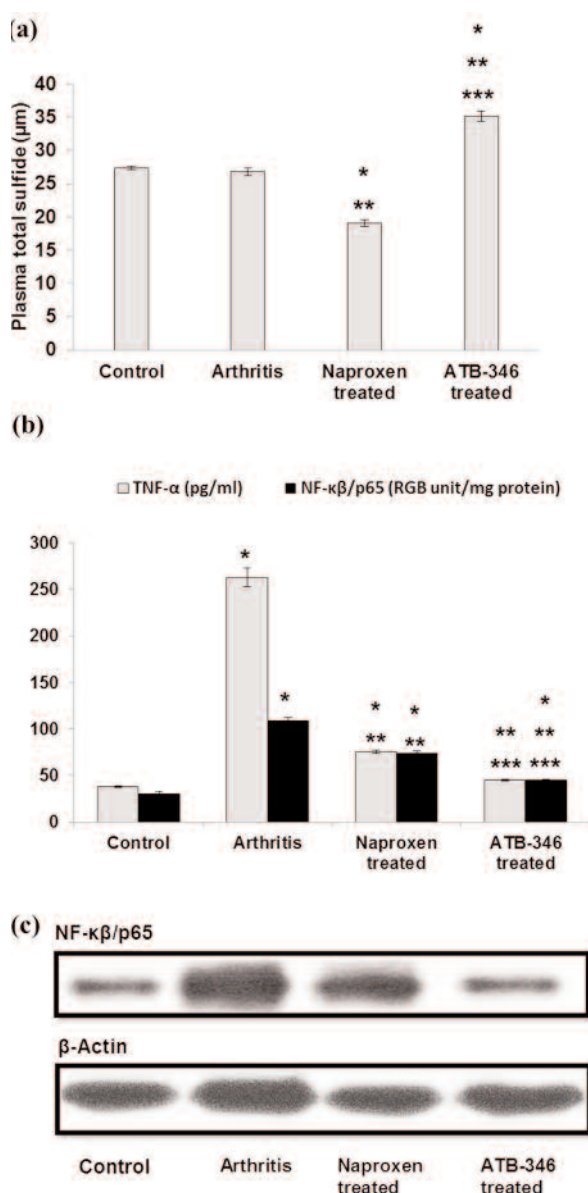 (a)
*
**
***
40
35
30
25
20
15
10
5
0
Plasma total sulfide (µm)
*
**
Control Arthritis Naproxen treated ATB-346 treated
(b)
TNF-α (pg/ml) NF-κβ/p65 (RGB unit/mg protein)
300
250
200
150
100
50
0
*
*
* *
** **
*
** **
*** ***
Control Arthritis Naproxen treated ATB-346 treated
(c)
NF-κβ/p65
β-Actin
Control Arthritis Naproxen treated ATB-346 treated